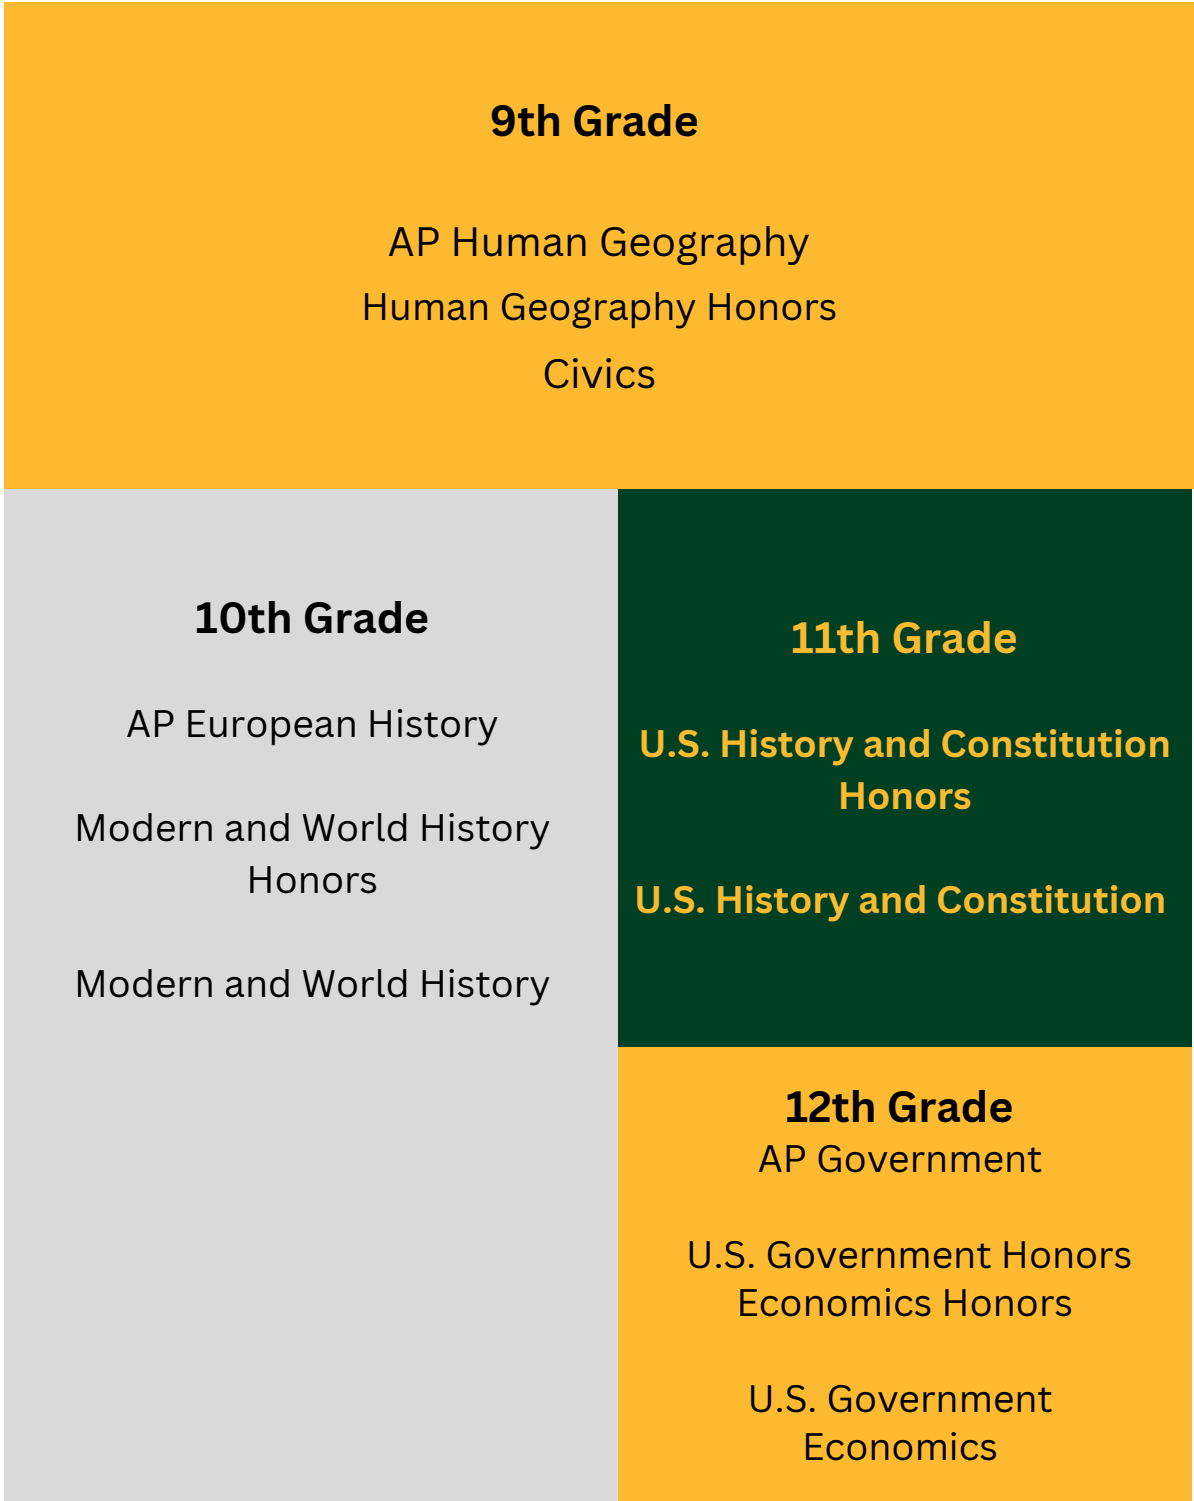 9th Grade
AP Human Geography
Human Geography Honors
Civics
10th Grade
AP European History
Modern and World History
Honors
Modern and World History
11th Grade
U.S. History and Constitution
Honors
U.S. History and Constitution
12th Grade
AP Government
U.S. Government Honors
Economics Honors
U.S. Government
Economics